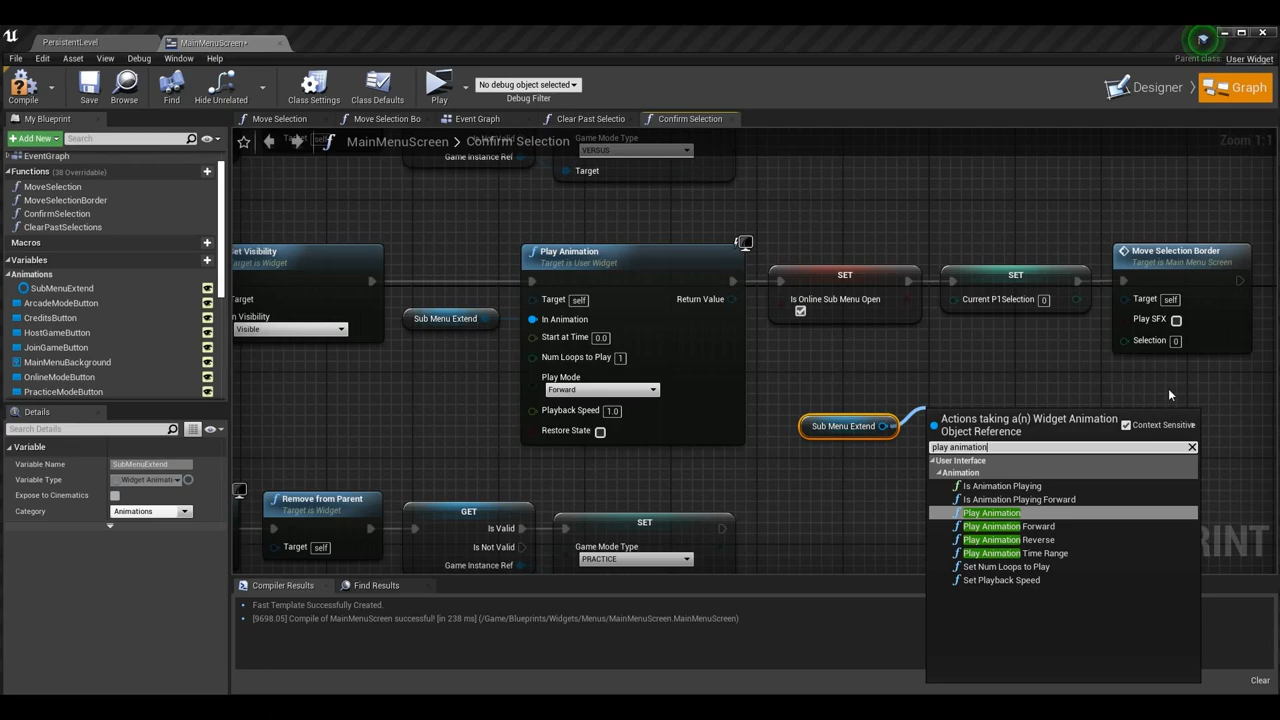 PersistentLevel
MainMenuScreen*
File Edit Asset View Debug Window Help
Parent class: User Widget
Compile Save Browse Find Hide Unrelated Class Settings Class Defaults Play
No debug object selected
Debug Filter
Designer Graph
My Blueprint
Move Selection Move Selection Bo Event Graph Clear Past Selectio Confirm Selection
Add New Search
MainMenuScreen > Confirm Selection
Zoom 1:1
EventGraph
Functions (38 Overridable)
MoveSelection
MoveSelectionBorder
ConfirmSelection
ClearPastSelections
Macros
Variables
Animations
SubMenuExtend
ArcadeModeButton
CreditsButton
HostGameButton
JoinGameButton
MainMenuBackground
OnlineModeButton
PracticeModeButton
Details
Search Details
Variable
Variable Name SubMenuExtend
Variable Type Widget Animati
Expose to Cinematics
Category Animations
Target
Game Instance Ref
Game Mode Type
VERSUS
Target
Set Visibility
Target is Widget
Target
In Visibility
Visible
Sub Menu Extend
Play Animation
Target is User Widget
Target self
Return Value
In Animation
Start at Time 0.0
Num Loops to Play 1
Play Mode
Forward
Playback Speed 1.0
Restore State
SET
Is Online Sub Menu Open
SET
Current P1Selection 0
Move Selection Border
Target is Main Menu Screen
Target self
Play SFX
Selection 0
Sub Menu Extend
Actions taking a(n) Widget Animation
Object Reference
Context Sensitive
play animation
User Interface
Animation
Is Animation Playing
Is Animation Playing Forward
Play Animation
Play Animation Forward
Play Animation Reverse
Play Animation Time Range
Set Num Loops to Play
Set Playback Speed
Remove from Parent
Target is Widget
Target self
GET
Is Valid
Is Not Valid
Game Instance Ref
SET
Game Mode Type
PRACTICE
Compiler Results Find Results
Fast Template Successfully Created.
[9698.05] Compile of MainMenuScreen successful! [in 238 ms] (/Game/Blueprints/Widgets/Menus/MainMenuScreen.MainMenuScreen)
Clear